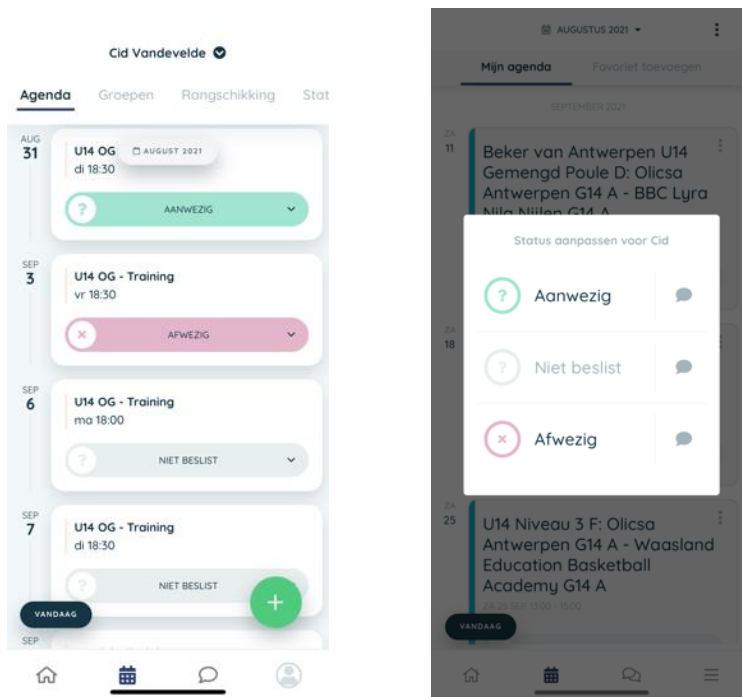 Cid Vandevelde
Agenda Groepen Rangschikking Stat
AUG
31
U14 OG
AUGUST 2021
di 18:30
? AANWEZIG
SEP
3
U14 OG - Training
vr 18:30
× AFWEZIG
SEP
6
U14 OG - Training
ma 18:00
? NIET BESLIST
SEP
7
U14 OG - Training
di 18:30
? NIET BESLIST
+
VANDAAG
SEP
AUGUSTUS 2021
Mijn agenda Favoriet toevoegen
SEPTEMBER 2021
ZA
11
Beker van Antwerpen U14
Gemengd Poule D: Olicsa
Antwerpen G14 A - BBC Lyra
Nila Nijlen G14 A
Status aanpassen voor Cid
? Aanwezig
ZA
18
? Niet beslist
× Afwezig
ZA
25
U14 Niveau 3 F: Olicsa
Antwerpen G14 A - Waasland
Education Basketball
Academy G14 A
ZA 25 SEP 13:00 - 15:00
VANDAAG